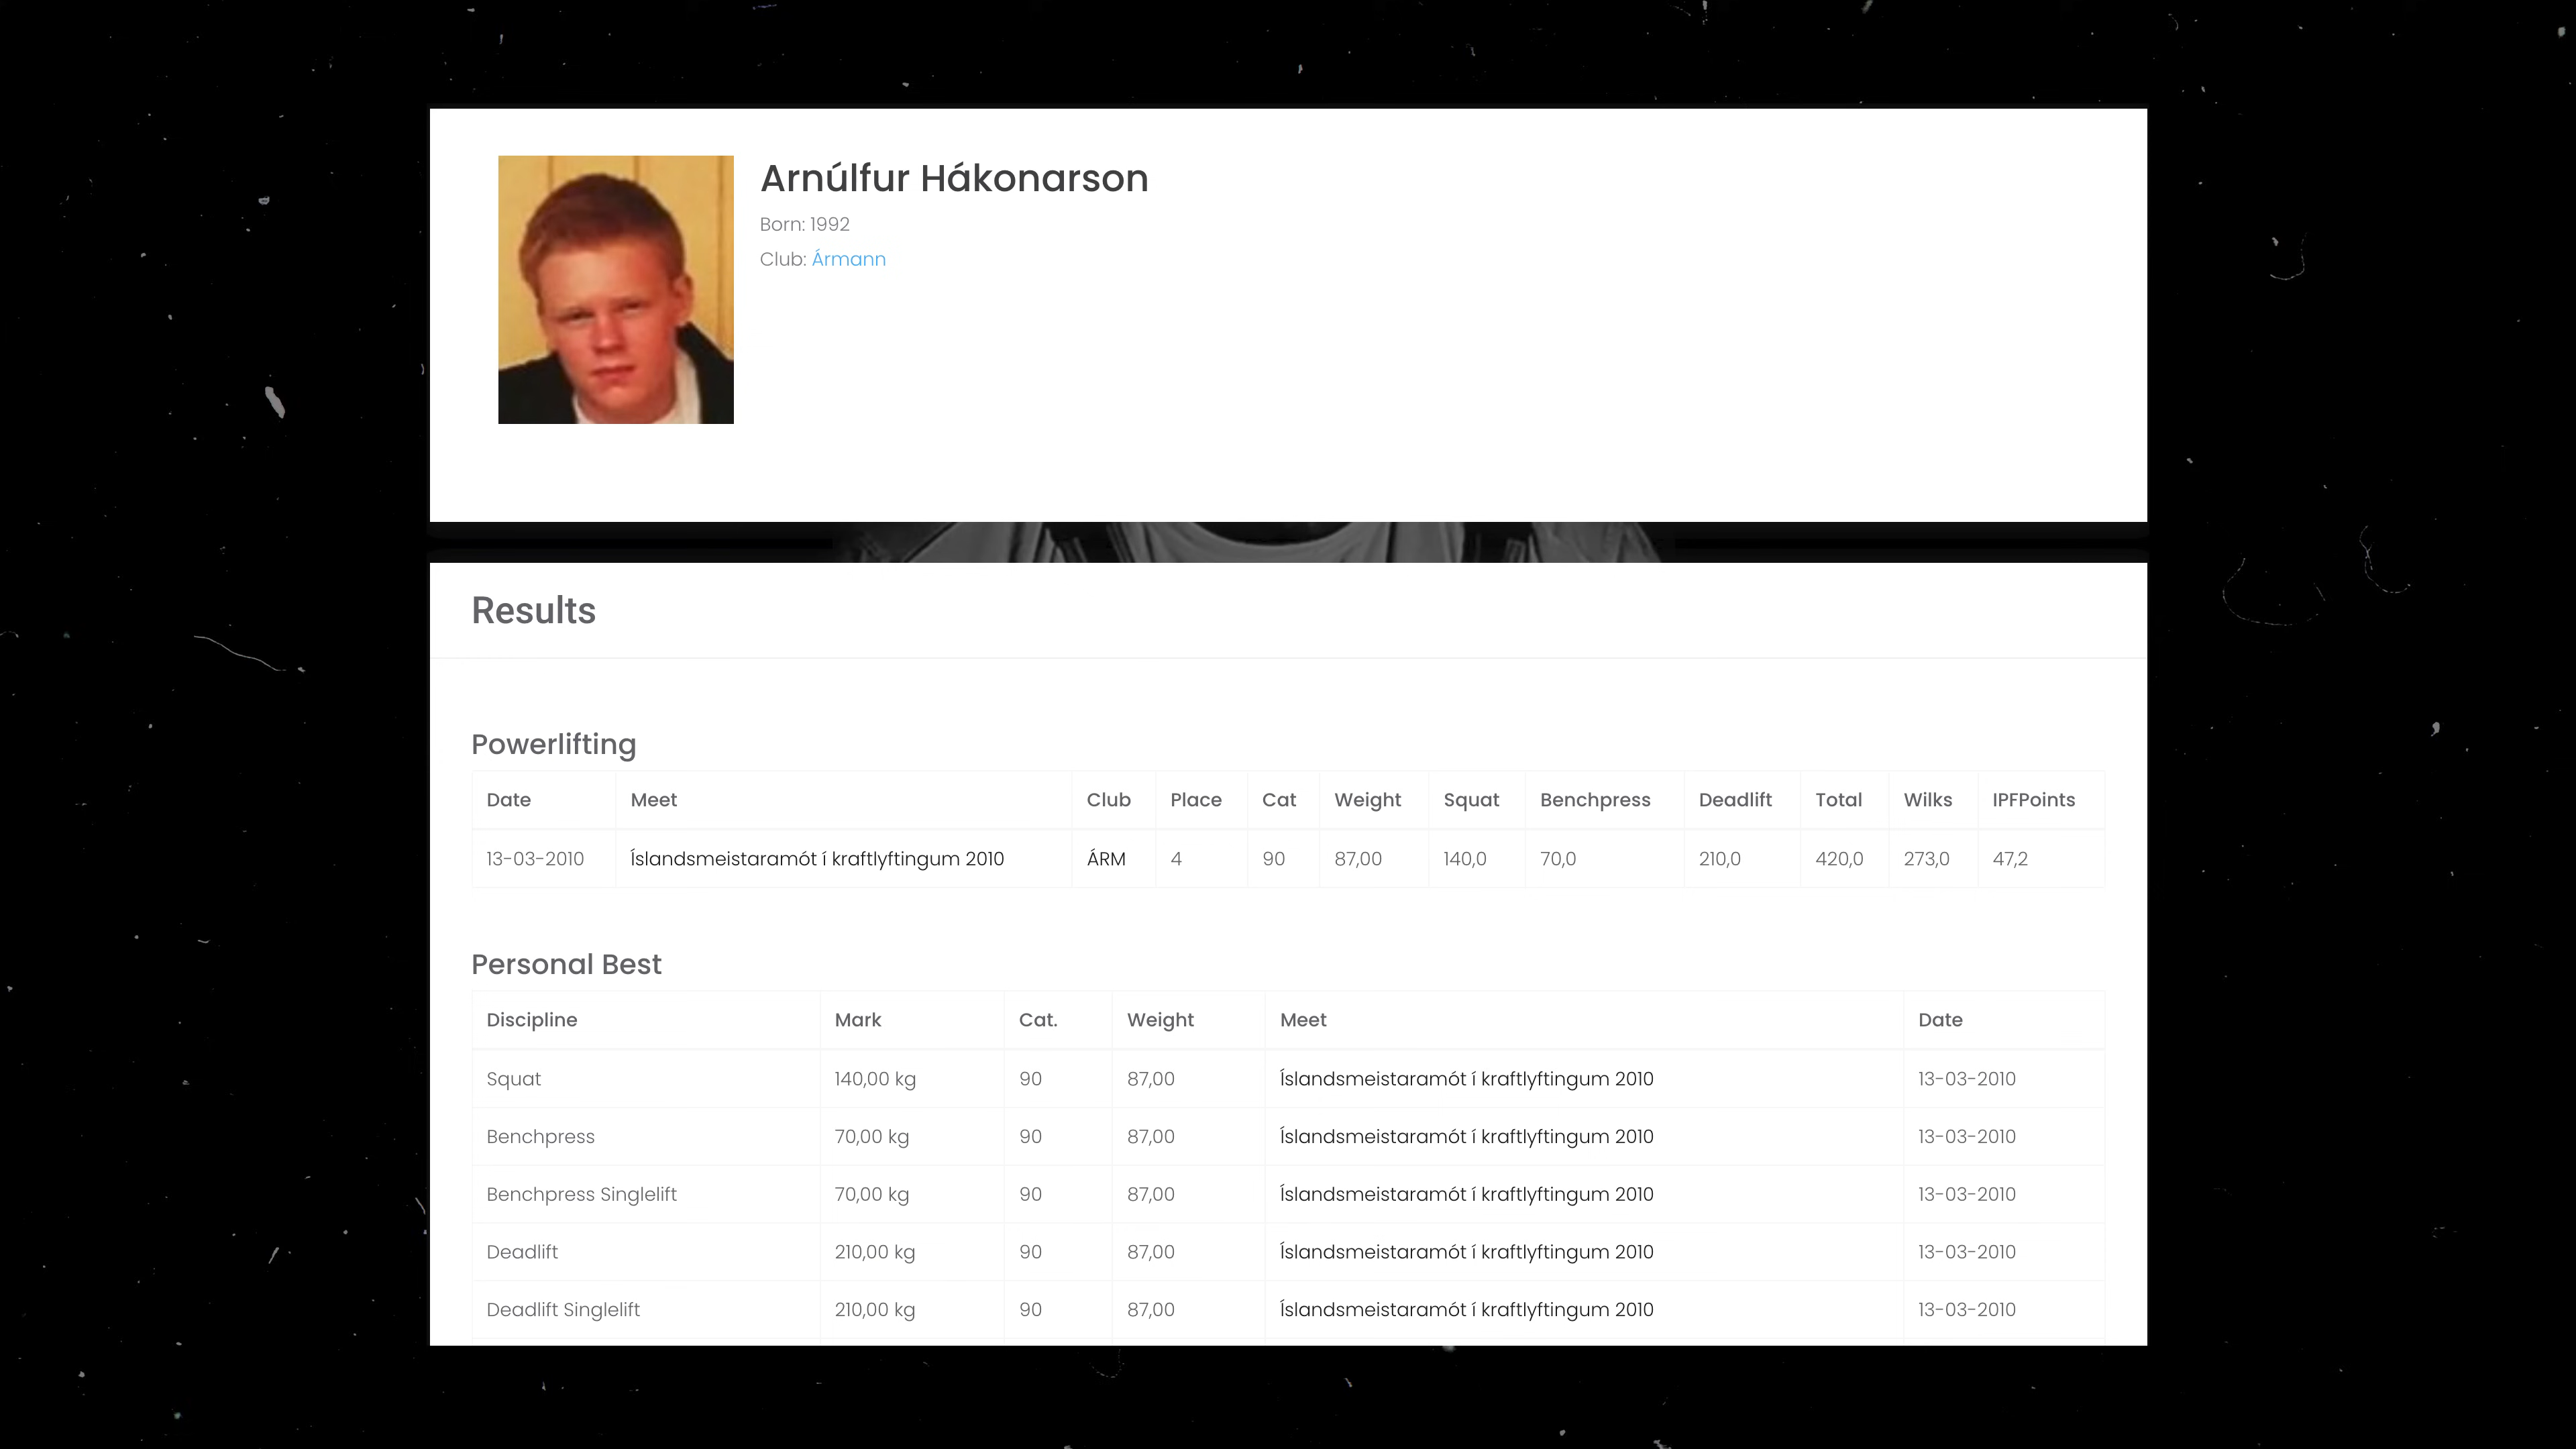 Arnúlfur Hákonarson
Born: 1992
Club: Ármann
Results
Powerlifting
Date Meet Club Place Cat Weight Squat Benchpress Deadlift Total Wilks IPFPoints
13-03-2010 Íslandsmeistaramót í kraftlyftingum 2010 ÁRM 4 90 87,00 140,0 70,0 210,0 420,0 273,0 47,2
Personal Best
Discipline Mark Cat. Weight Meet Date
Squat 140,00 kg 90 87,00 Íslandsmeistaramót í kraftlyftingum 2010 13-03-2010
Benchpress 70,00 kg 90 87,00 Íslandsmeistaramót í kraftlyftingum 2010 13-03-2010
Benchpress Singlelift 70,00 kg 90 87,00 Íslandsmeistaramót í kraftlyftingum 2010 13-03-2010
Deadlift 210,00 kg 90 87,00 Íslandsmeistaramót í kraftlyftingum 2010 13-03-2010
Deadlift Singlelift 210,00 kg 90 87,00 Íslandsmeistaramót í kraftlyftingum 2010 13-03-2010